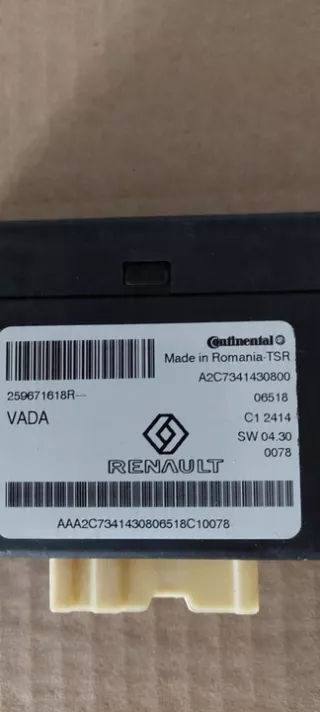 Continental
Made in Romania-TSR
A2C7341430800
259671618R--
06518
VADA
C1 2414
SW 04.30
0078
RENAULT
AAA2C7341430806518C10078